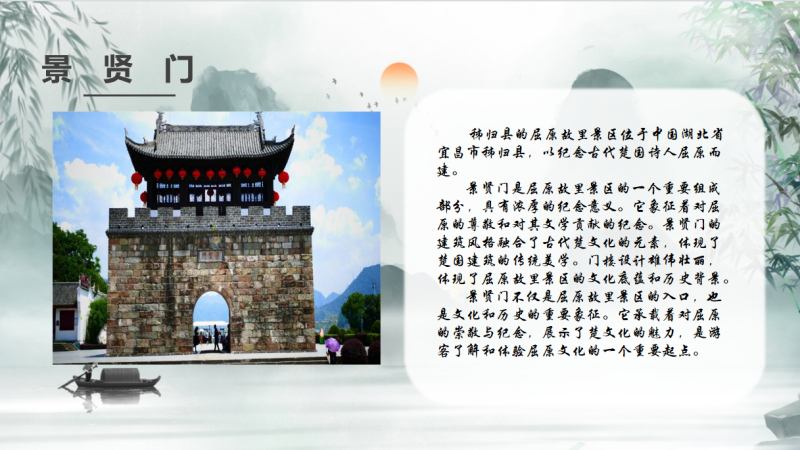 景贤门
秭归县的屈原故里景区位于中国湖北省
宜昌市秭归县，以纪念古代楚国诗人屈原而
建。
景贤门是屈原故里景区的一个重要组成
部分，具有浓厚的纪念意义。它象征着对屈
原的尊敬和对其文学贡献的纪念。景贤门的
建筑风格融合了古代楚文化的元素，体现了
楚国建筑的传统美学。门楼设计雄伟壮丽，
体现了屈原故里景区的文化底蕴和历史背景。
景贤门不仅是屈原故里景区的入口，也
是文化和历史的重要象征。它承载着对屈原
的崇敬与纪念，展示了楚文化的魅力，是游
客了解和体验屈原文化的一个重要起点。